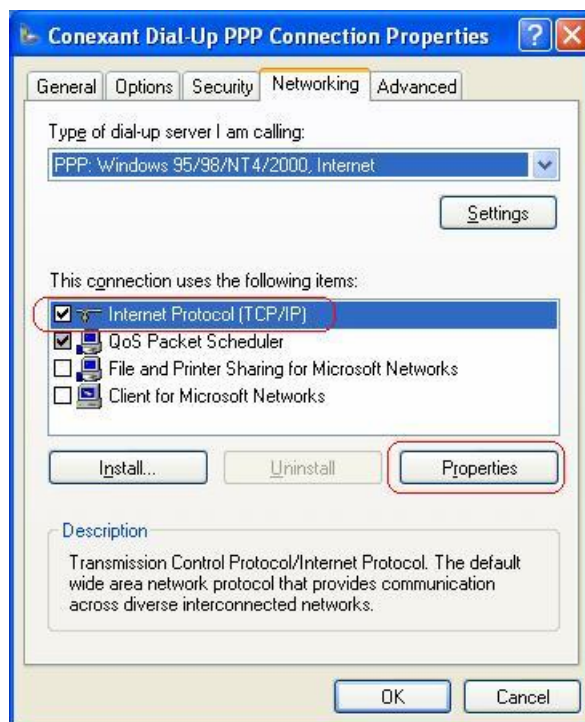 Conexant Dial-Up PPP Connection Properties
General Options Security Networking Advanced
Type of dial-up server I am calling:
PPP: Windows 95/98/NT4/2000, Internet
Settings
This connection uses the following items:
Internet Protocol (TCP/IP)
QoS Packet Scheduler
File and Printer Sharing for Microsoft Networks
Client for Microsoft Networks
Install... Uninstall Properties
Description
Transmission Control Protocol/Internet Protocol. The default
wide area network protocol that provides communication
across diverse interconnected networks.
OK Cancel